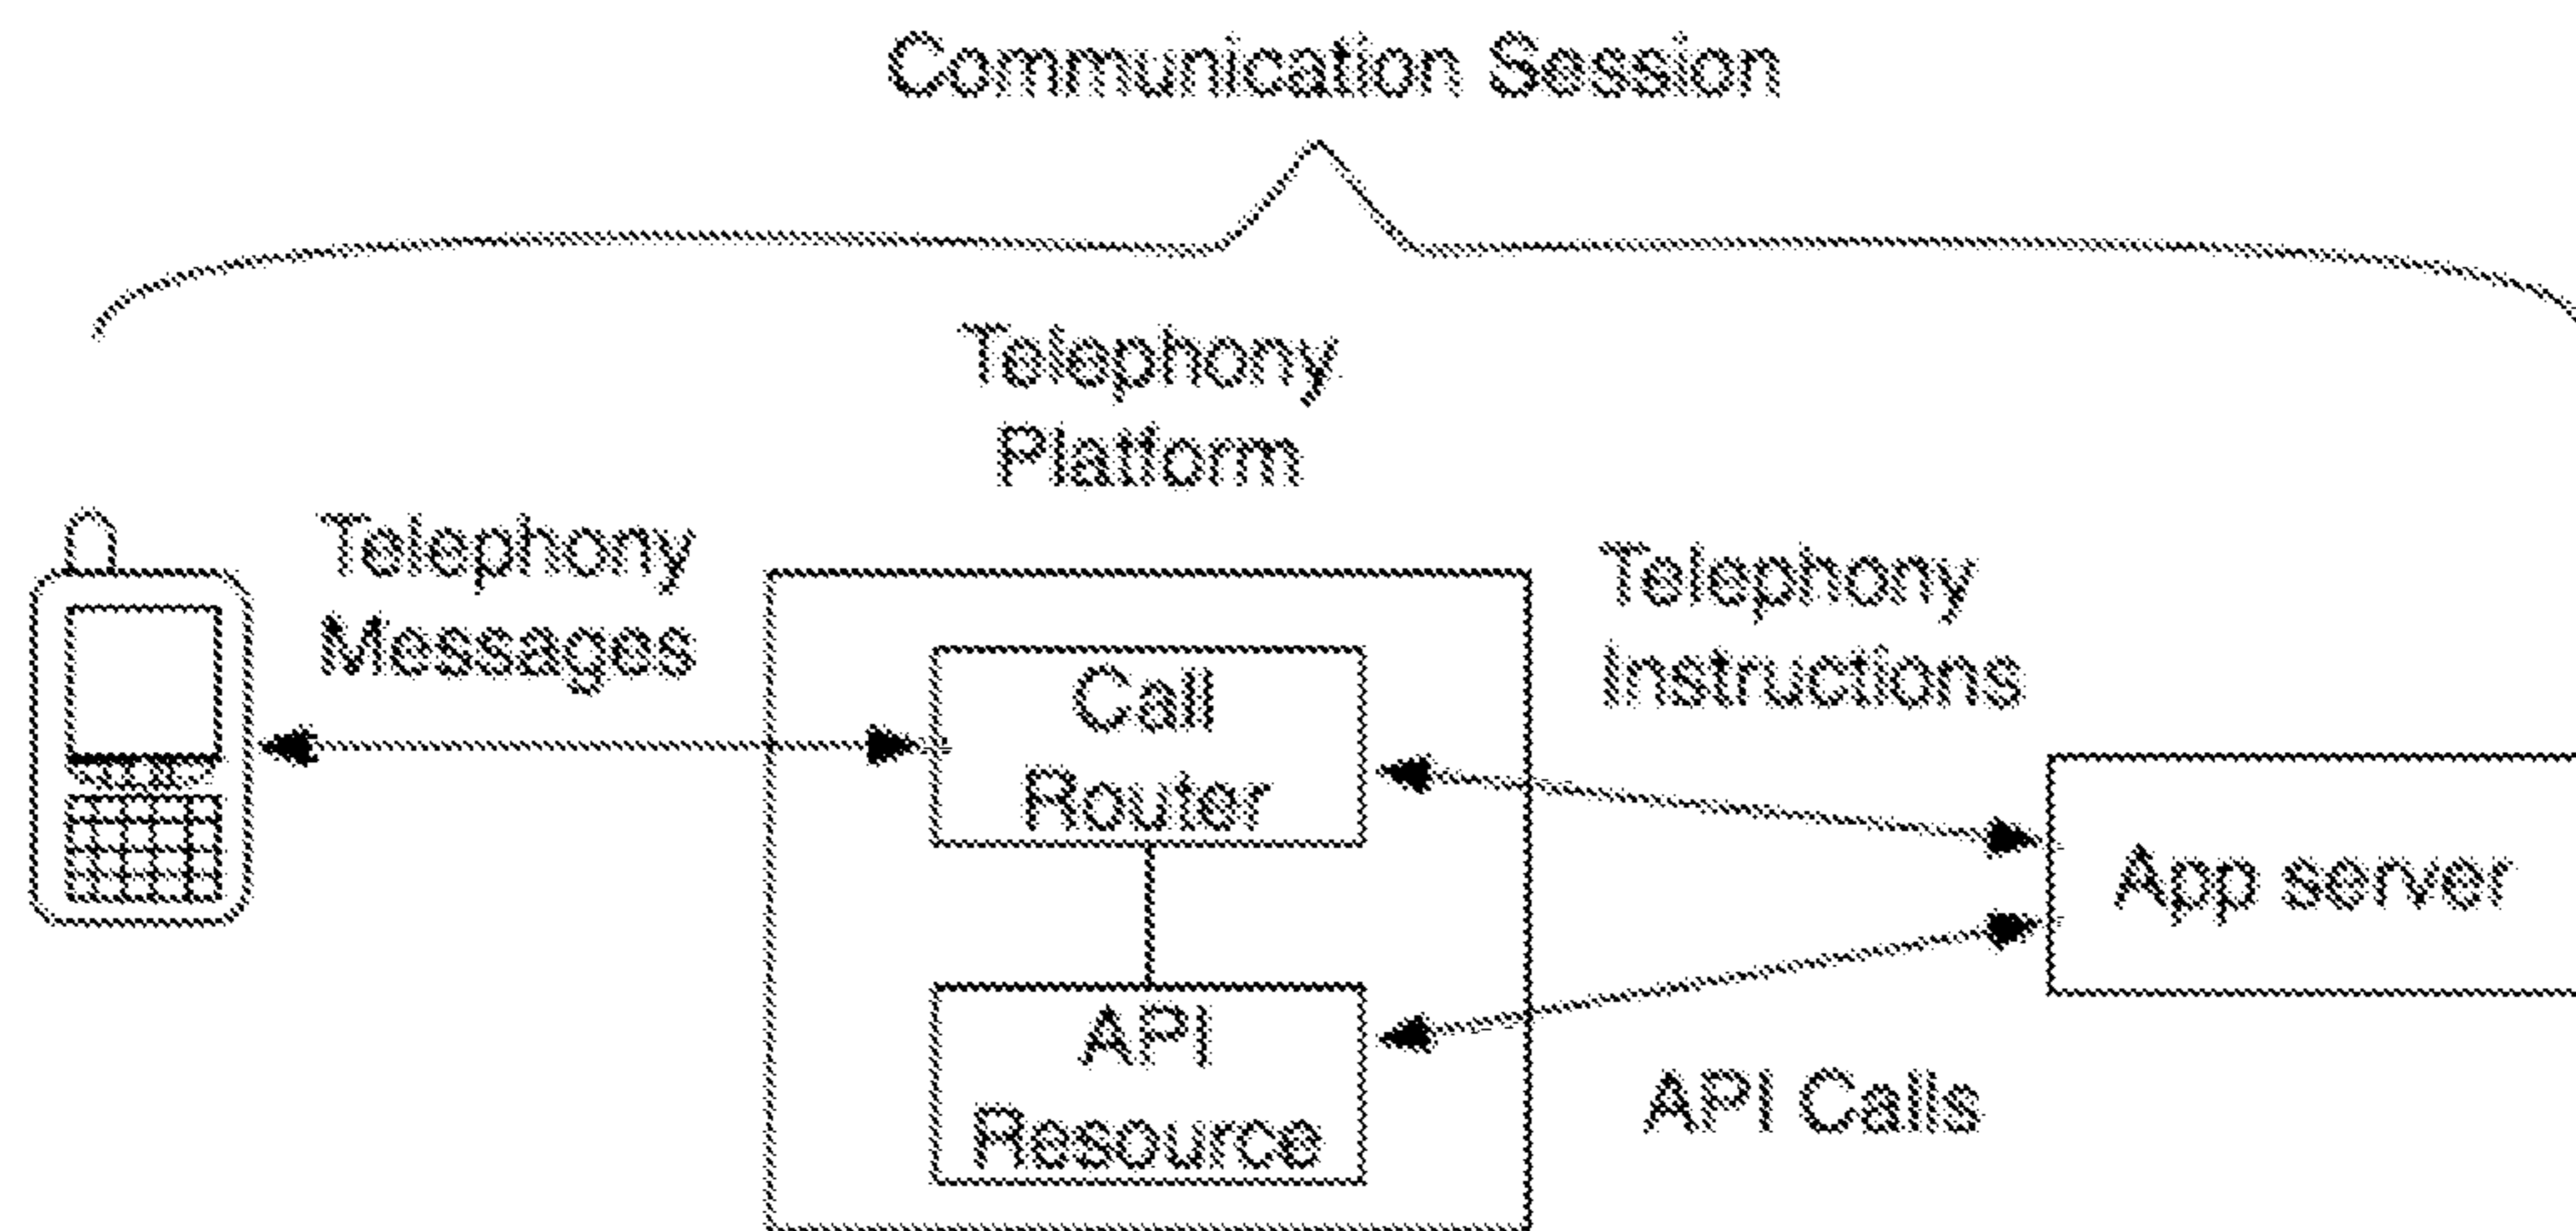 Communication Session
Telephony
Platform
Telephony
Messages
Telephony
Instructions
Call
Router
App server
API
Resource
API Calls